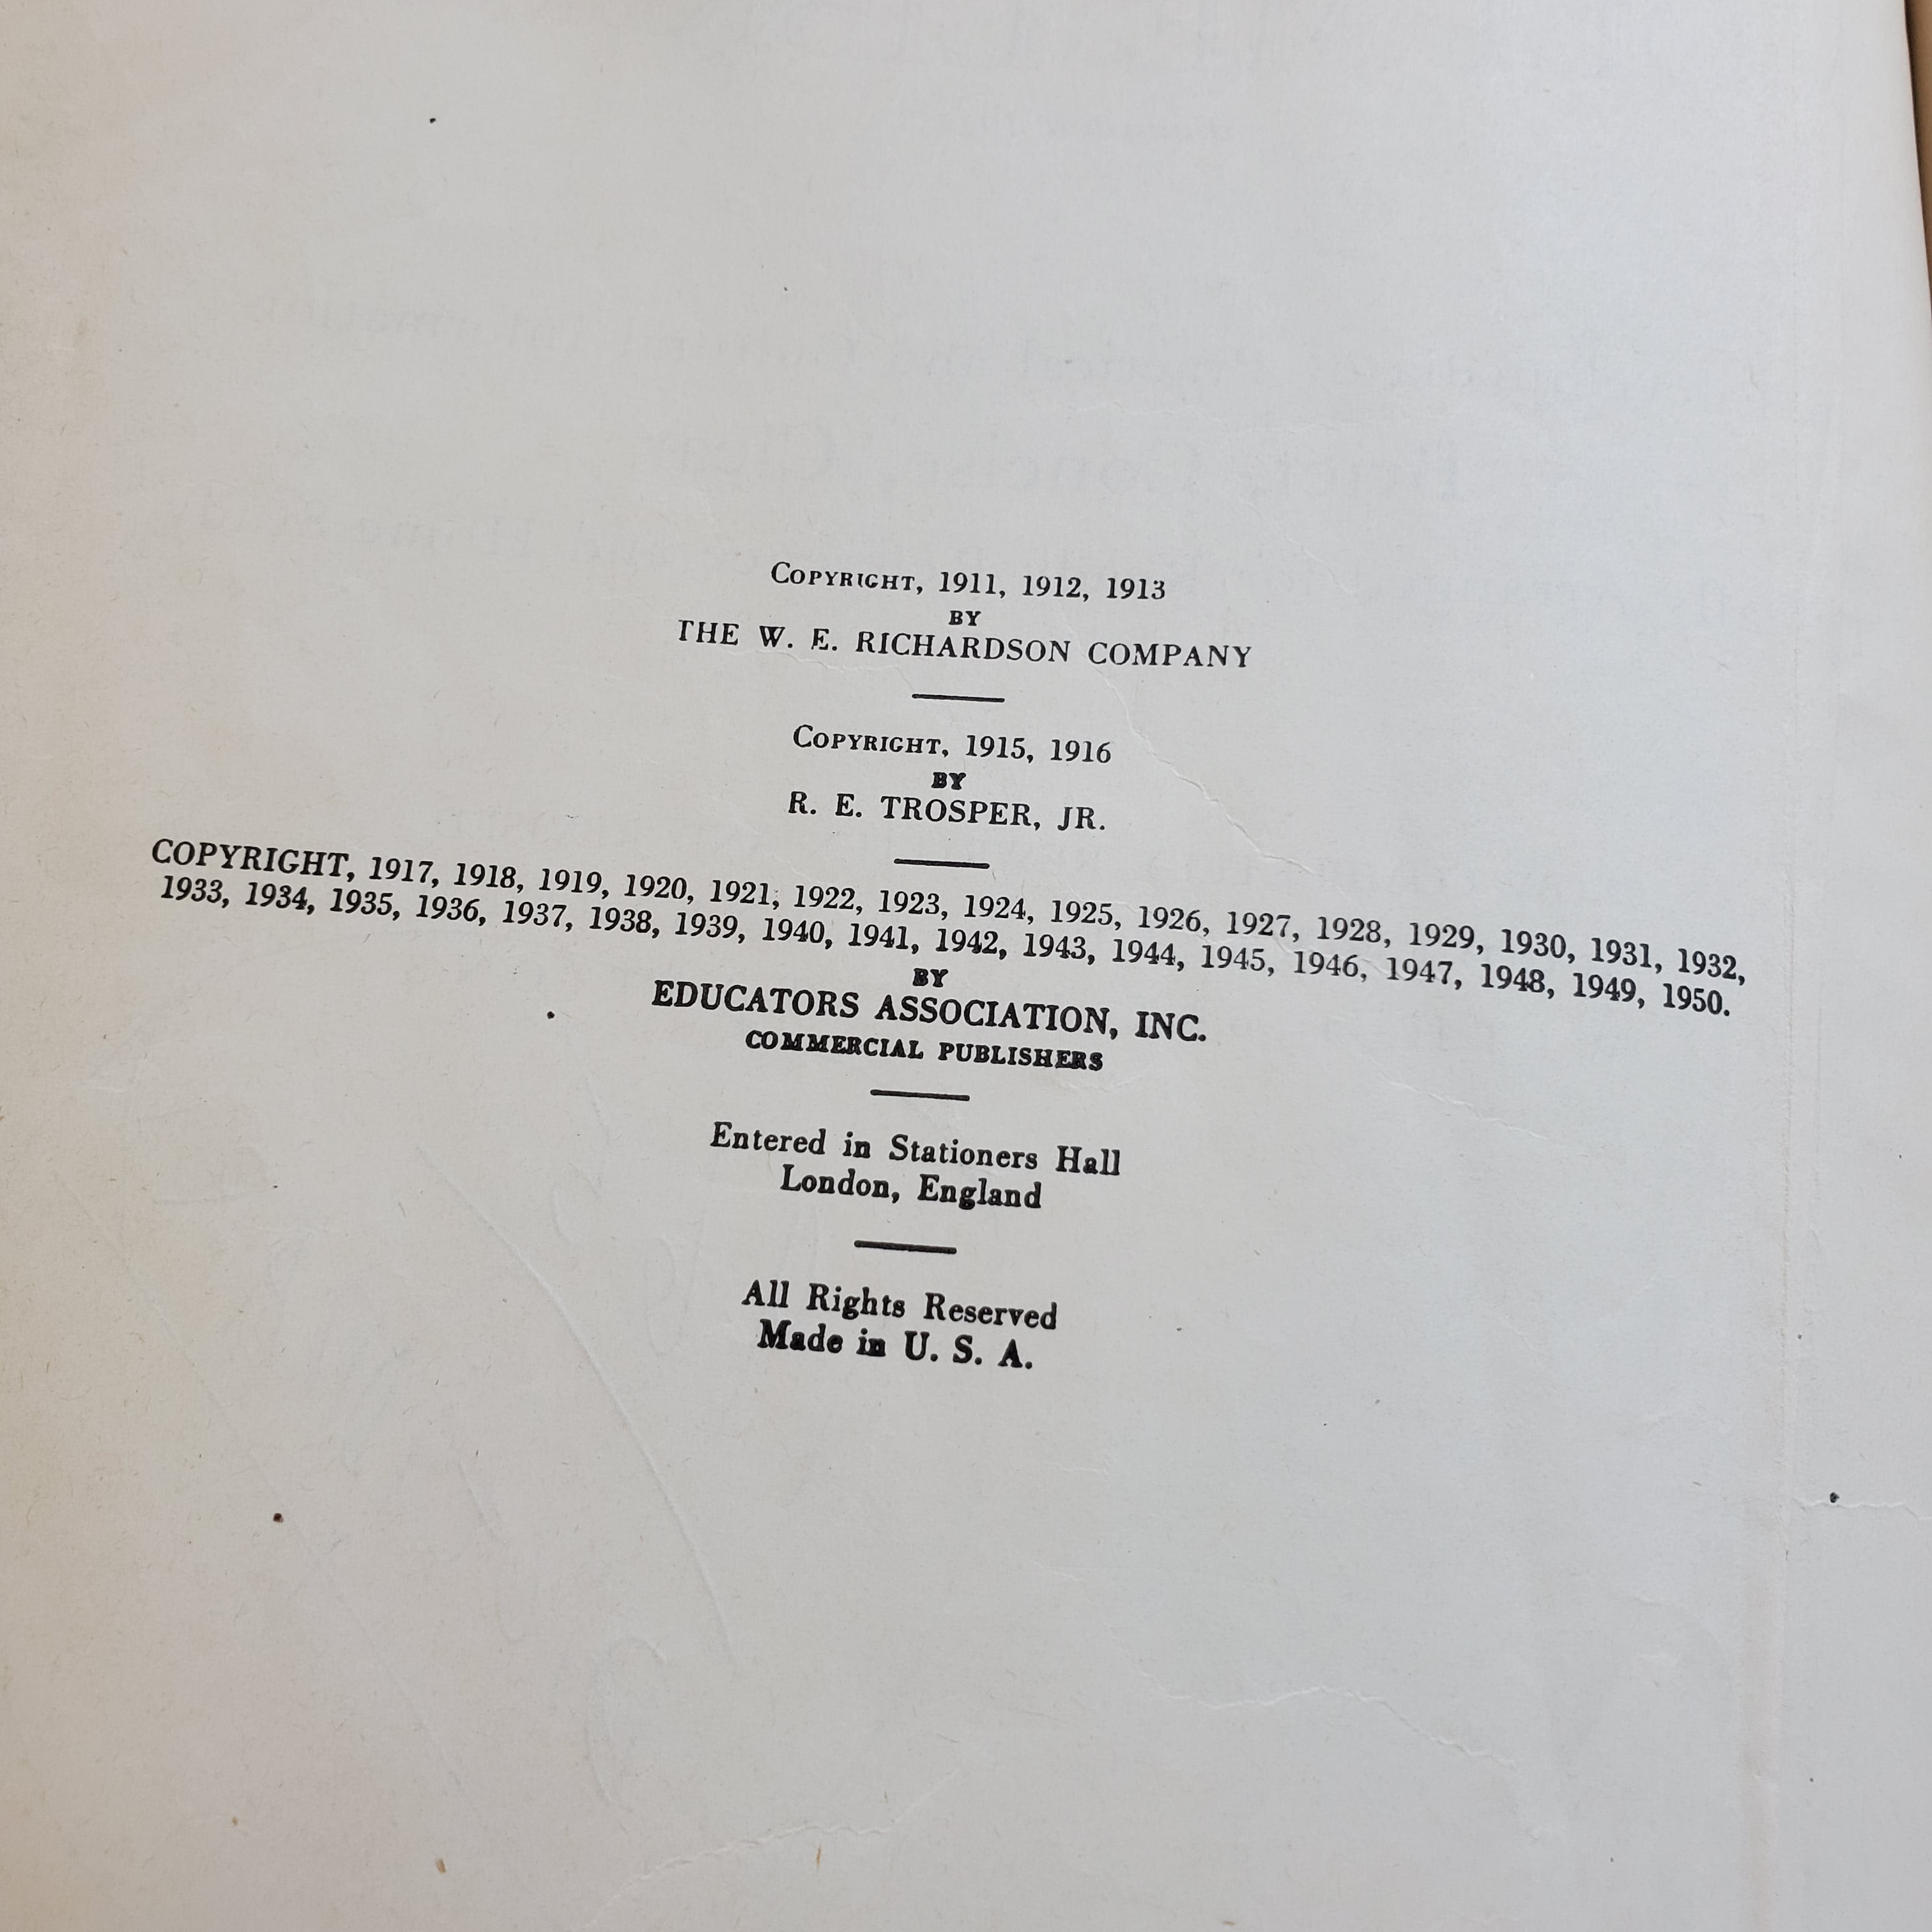 COPYRIGHT, 1911, 1912, 1913
BY
THE W. E. RICHARDSON COMPANY
COPYRIGHT, 1915, 1916
BY
R. E. TROSPER, JR.
COPYRIGHT, 1917, 1918, 1919, 1920, 1921, 1922, 1923, 1924, 1925, 1926, 1927, 1928, 1929, 1930, 1931, 1932,
1933, 1934, 1935, 1936, 1937, 1938, 1939, 1940, 1941, 1942, 1943, 1944, 1945, 1946, 1947, 1948, 1949, 1950.
BY
EDUCATORS ASSOCIATION, INC.
COMMERCIAL PUBLISHERS
Entered in Stationers Hall
London, England
All Rights Reserved
Made in U. S. A.